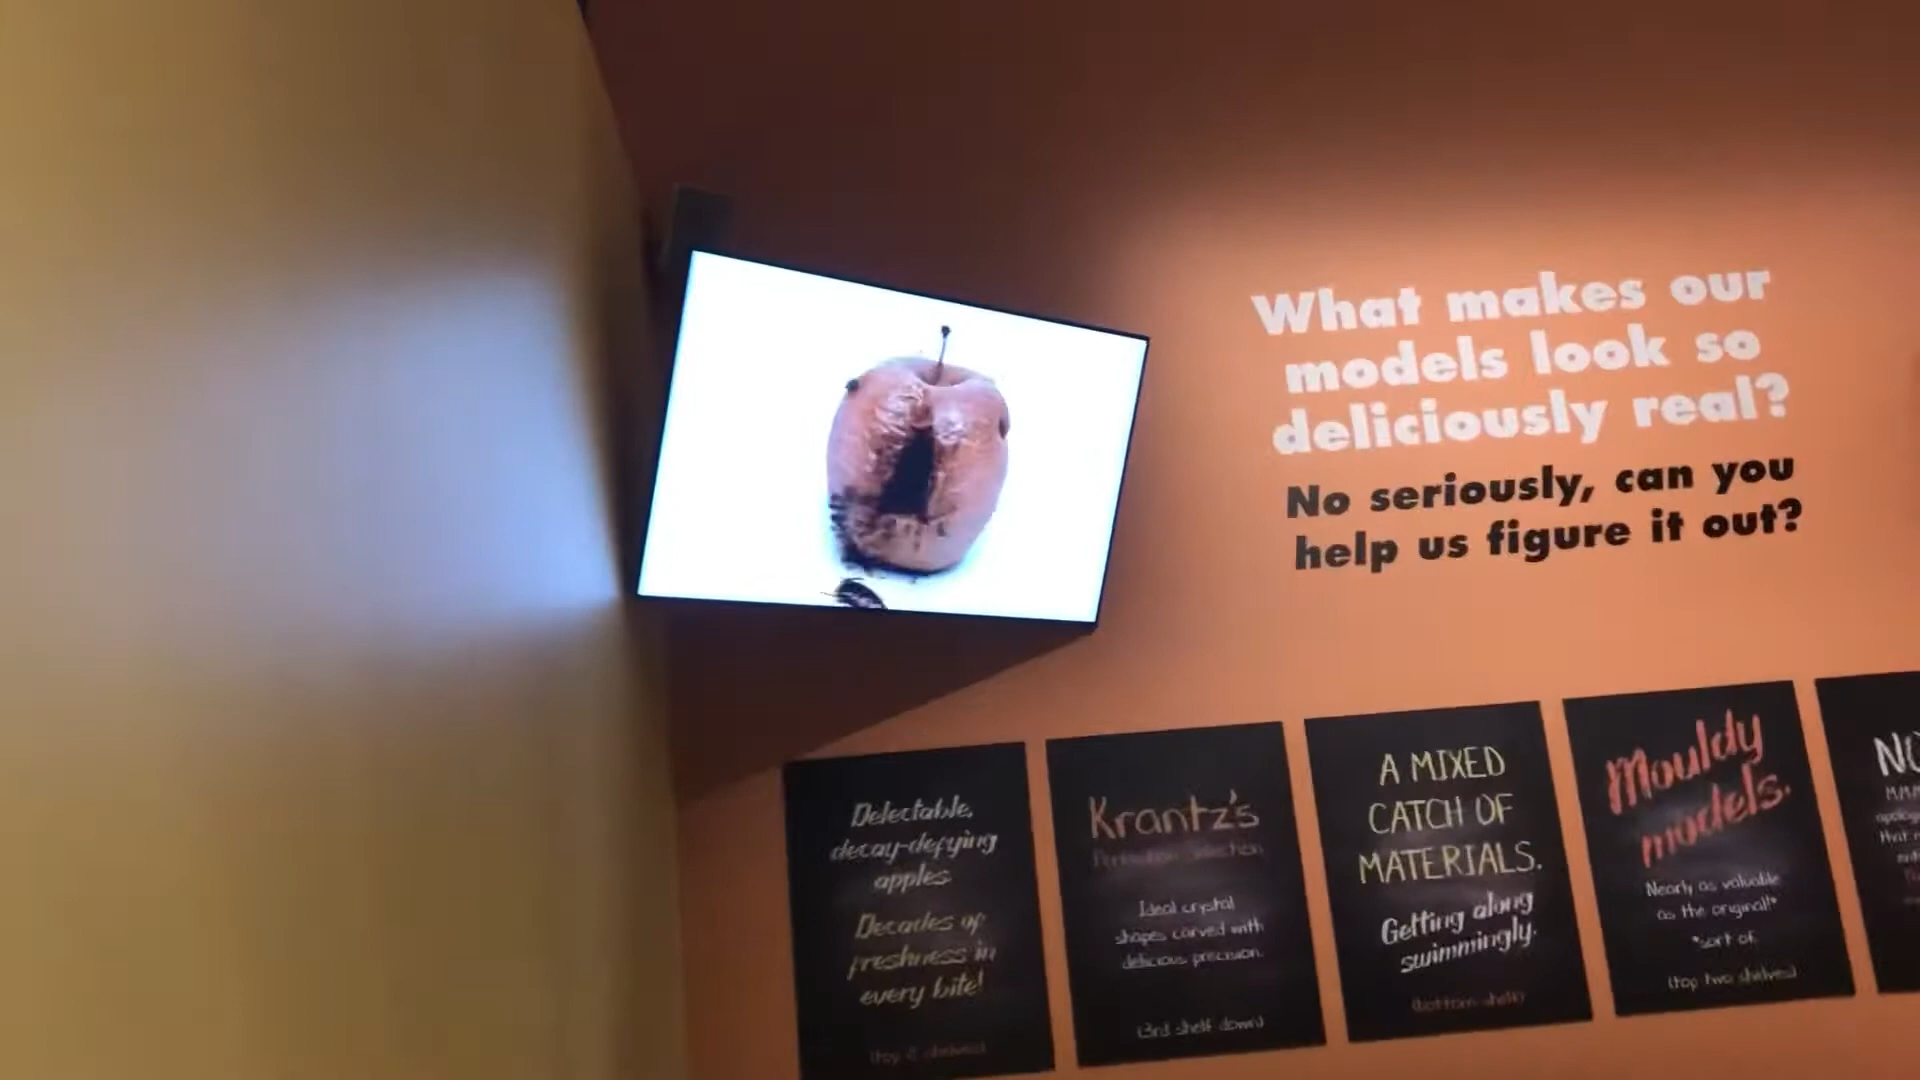 What makes our
models look so
deliciously real?
No seriously, can you
help us figure it out?
Delectable,
decay-defying
apples
Decades of
freshness in
every bite!
Krantz's
Ideal crystal
shapes carved with
delicious precision.
(3rd shelf down)
A MIXED
CATCH OF
MATERIALS.
Getting along
swimmingly.
(bottom shelf)
Mouldy
models.
Nearly as valuable
as the original!*
*sort of.
(top two shelves)